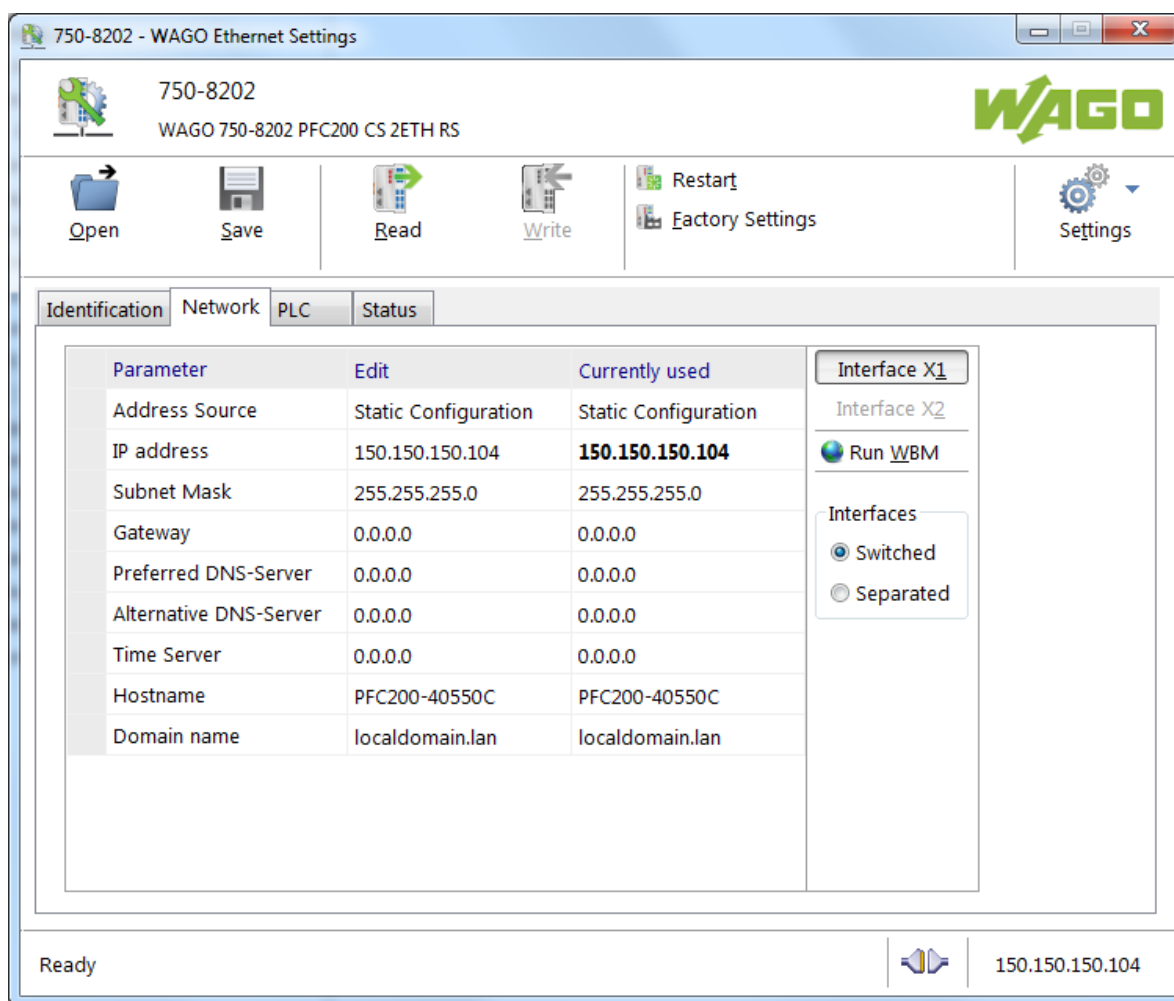 750-8202 - WAGO Ethernet Settings
750-8202
WAGO 750-8202 PFC200 CS 2ETH RS
WAGO
Open Save Read Write Restart Factory Settings Settings
Identification Network PLC Status
Parameter Edit Currently used
Address Source Static Configuration Static Configuration
IP address 150.150.150.104 150.150.150.104
Subnet Mask 255.255.255.0 255.255.255.0
Gateway 0.0.0.0 0.0.0.0
Preferred DNS-Server 0.0.0.0 0.0.0.0
Alternative DNS-Server 0.0.0.0 0.0.0.0
Time Server 0.0.0.0 0.0.0.0
Hostname PFC200-40550C PFC200-40550C
Domain name localdomain.lan localdomain.lan
Interface X1
Interface X2
Run WBM
Interfaces
Switched
Separated
Ready 150.150.150.104